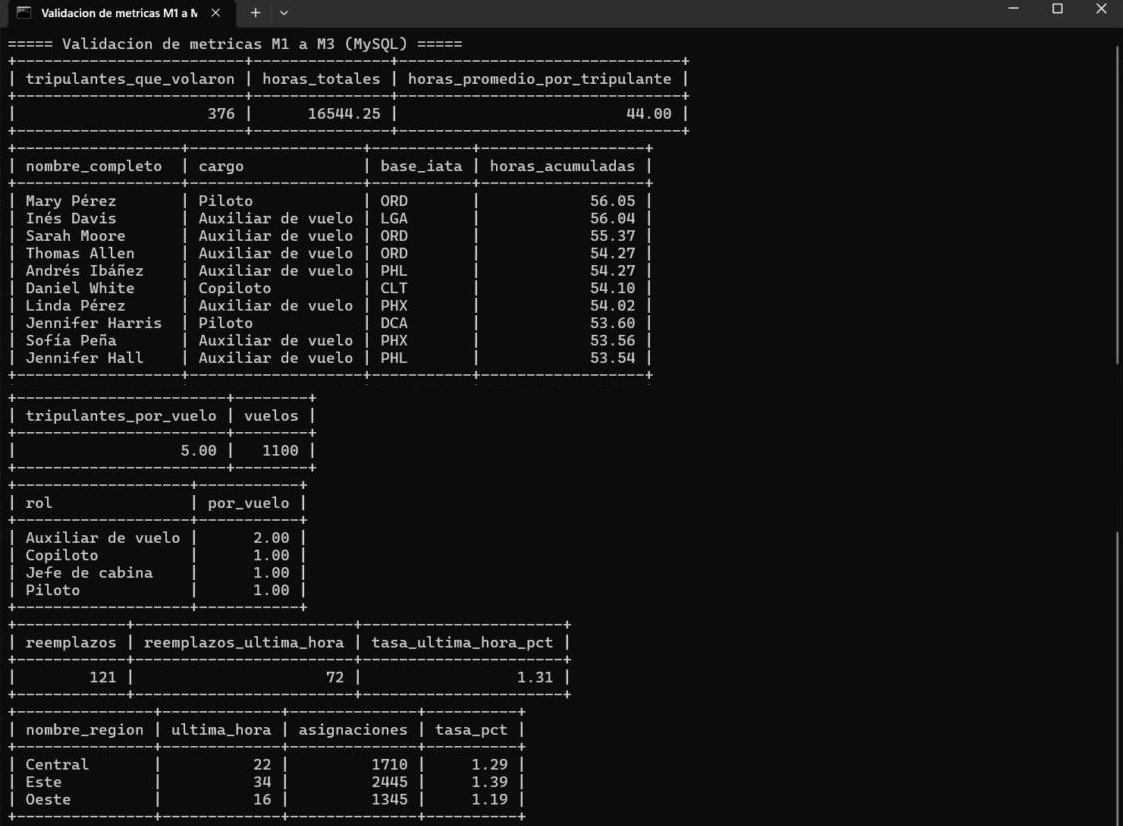 Validacion de metricas M1 a M
===== Validacion de metricas M1 a M3 (MySQL) =====
+-------------------------+---------------+-------------------------------+
| tripulantes_que_volaron | horas_totales | horas_promedio_por_tripulante |
+-------------------------+---------------+-------------------------------+
| 376 | 16544.25 | 44.00 |
+-------------------------+---------------+-------------------------------+
+------------------+-------------------+------------+------------------+
| nombre_completo | cargo | base_iata | horas_acumuladas |
+------------------+-------------------+------------+------------------+
| Mary Pérez | Piloto | ORD | 56.05 |
| Inés Davis | Auxiliar de vuelo | LGA | 56.04 |
| Sarah Moore | Auxiliar de vuelo | ORD | 55.37 |
| Thomas Allen | Auxiliar de vuelo | ORD | 54.27 |
| Andrés Ibáñez | Auxiliar de vuelo | PHL | 54.27 |
| Daniel White | Copiloto | CLT | 54.10 |
| Linda Pérez | Auxiliar de vuelo | PHX | 54.02 |
| Jennifer Harris | Piloto | DCA | 53.60 |
| Sofía Peña | Auxiliar de vuelo | PHX | 53.56 |
| Jennifer Hall | Auxiliar de vuelo | PHL | 53.54 |
+------------------+-------------------+------------+------------------+
+-----------------------+--------+
| tripulantes_por_vuelo | vuelos |
+-----------------------+--------+
| 5.00 | 1100 |
+-----------------------+--------+
+-------------------+-----------+
| rol | por_vuelo |
+-------------------+-----------+
| Auxiliar de vuelo | 2.00 |
| Copiloto | 1.00 |
| Jefe de cabina | 1.00 |
| Piloto | 1.00 |
+-------------------+-----------+
+------------+------------------------+----------------------+
| reemplazos | reemplazos_ultima_hora | tasa_ultima_hora_pct |
+------------+------------------------+----------------------+
| 121 | 72 | 1.31 |
+------------+------------------------+----------------------+
+---------------+-------------+--------------+----------+
| nombre_region | ultima_hora | asignaciones | tasa_pct |
+---------------+-------------+--------------+----------+
| Central | 22 | 1710 | 1.29 |
| Este | 34 | 2445 | 1.39 |
| Oeste | 16 | 1345 | 1.19 |
+---------------+-------------+--------------+----------+